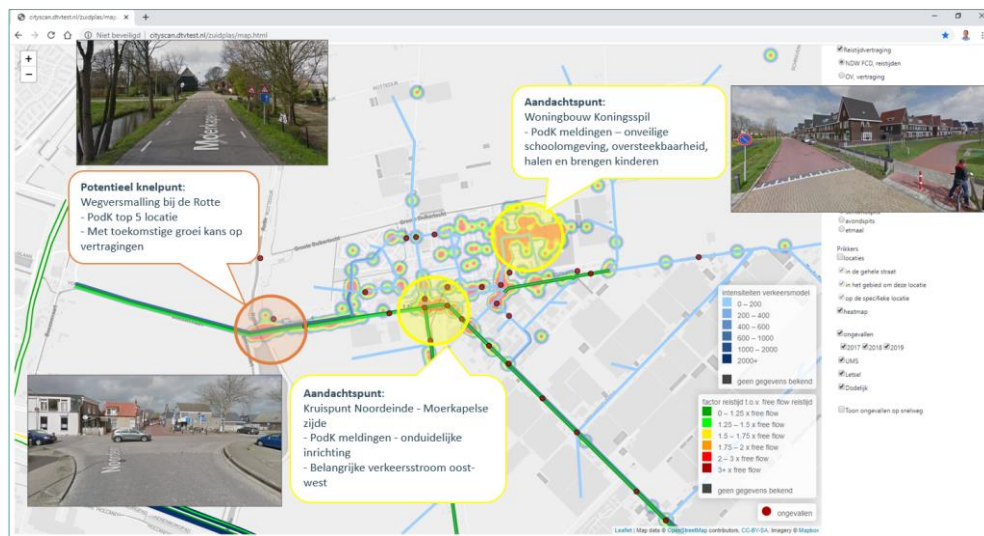 cityscan.dtvtest.nl/zuidplas/map
Niet beveiligd | cityscan.dtvtest.nl/zuidplas/map.html
+
−
Aandachtspunt:
Woningbouw Koningsspil
- PodK meldingen – onveilige
schoolomgeving, oversteekbaarheid,
halen en brengen kinderen
Potentieel knelpunt:
Wegversmalling bij de Rotte
- PodK top 5 locatie
- Met toekomstige groei kans op
vertragingen
Aandachtspunt:
Kruispunt Noordeinde - Moerkapelse
zijde
- PodK meldingen - onduidelijke
inrichting
- Belangrijke verkeersstroom oost-
west
Reistijdvertraging
NDW FCD, reistijden
OV, vertraging
avondspits
etmaal
Prikkers
locaties
in de gehele straat
in het gebied om deze locatie
op de specifieke locatie
heatmap
ongevallen
2017 2018 2019
UMS
Letsel
Dodelijk
Toon ongevallen op snelweg
intensiteiten verkeersmodel
0 – 200
200 – 400
400 – 600
600 – 1000
1000 – 2000
2000+
geen gegevens bekend
factor reistijd t.o.v. free flow reistijd
0 – 1.25 x free flow
1.25 – 1.5 x free flow
1.5 – 1.75 x free flow
1.75 – 2 x free flow
2 – 3 x free flow
3+ x free flow
geen gegevens bekend
ongevallen
Leaflet | Map data © OpenStreetMap contributors, CC-BY-SA, Imagery © Mapbox